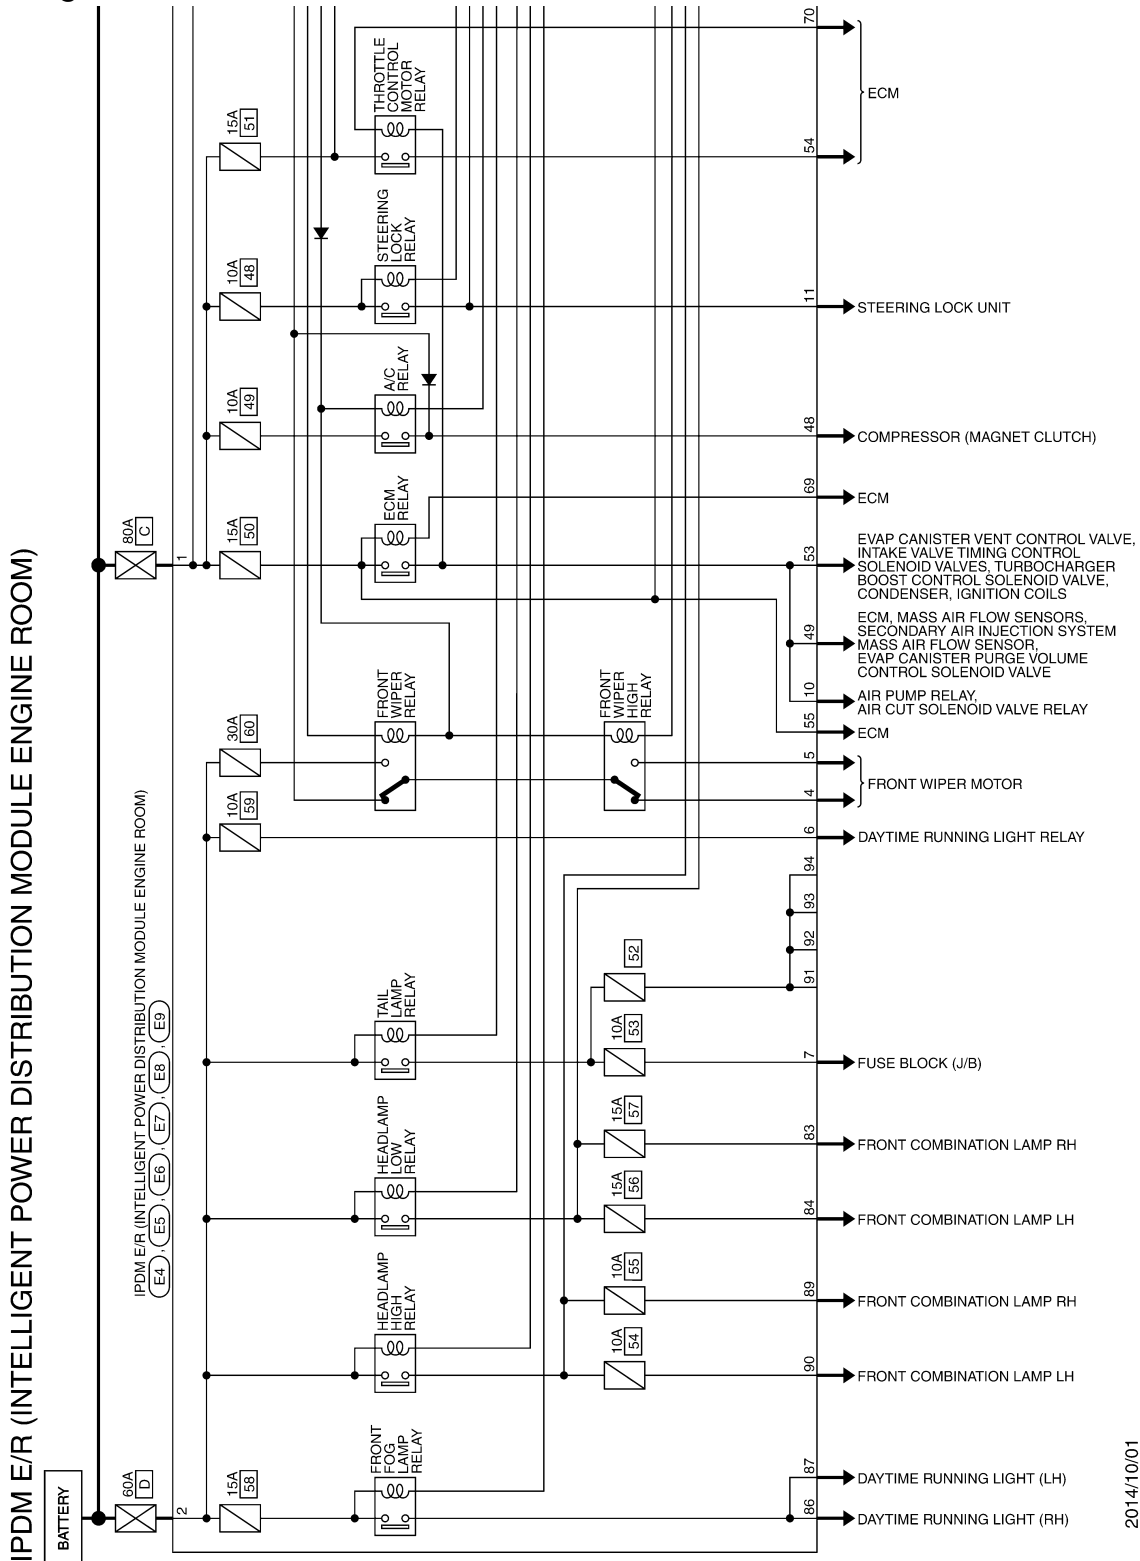 IPDM E/R (INTELLIGENT POWER DISTRIBUTION MODULE ENGINE ROOM)
BATTERY
60A
D
80A
C
2
1
IPDM E/R (INTELLIGENT POWER DISTRIBUTION MODULE ENGINE ROOM)
E4 , E5 , E6 , E7 , E8 , E9
15A
51
10A
48
10A
49
15A
50
30A
60
10A
59
15A
58
THROTTLE
CONTROL
MOTOR
RELAY
STEERING
LOCK
RELAY
A/C
RELAY
ECM
RELAY
FRONT
WIPER
RELAY
FRONT
WIPER
HIGH
RELAY
TAIL
LAMP
RELAY
HEADLAMP
LOW
RELAY
HEADLAMP
HIGH
RELAY
FRONT
FOG
LAMP
RELAY
52
10A
53
15A
57
15A
56
10A
55
10A
54
70
54
ECM
11
STEERING LOCK UNIT
48
COMPRESSOR (MAGNET CLUTCH)
69
ECM
53
EVAP CANISTER VENT CONTROL VALVE,
INTAKE VALVE TIMING CONTROL
SOLENOID VALVES, TURBOCHARGER
BOOST CONTROL SOLENOID VALVE,
CONDENSER, IGNITION COILS
49
ECM, MASS AIR FLOW SENSORS,
SECONDARY AIR INJECTION SYSTEM
MASS AIR FLOW SENSOR,
EVAP CANISTER PURGE VOLUME
CONTROL SOLENOID VALVE
10
AIR PUMP RELAY,
AIR CUT SOLENOID VALVE RELAY
55
ECM
5
4
FRONT WIPER MOTOR
6
DAYTIME RUNNING LIGHT RELAY
94
93
92
91
7
FUSE BLOCK (J/B)
83
FRONT COMBINATION LAMP RH
84
FRONT COMBINATION LAMP LH
89
FRONT COMBINATION LAMP RH
90
FRONT COMBINATION LAMP LH
87
DAYTIME RUNNING LIGHT (LH)
86
DAYTIME RUNNING LIGHT (RH)
2014/10/01